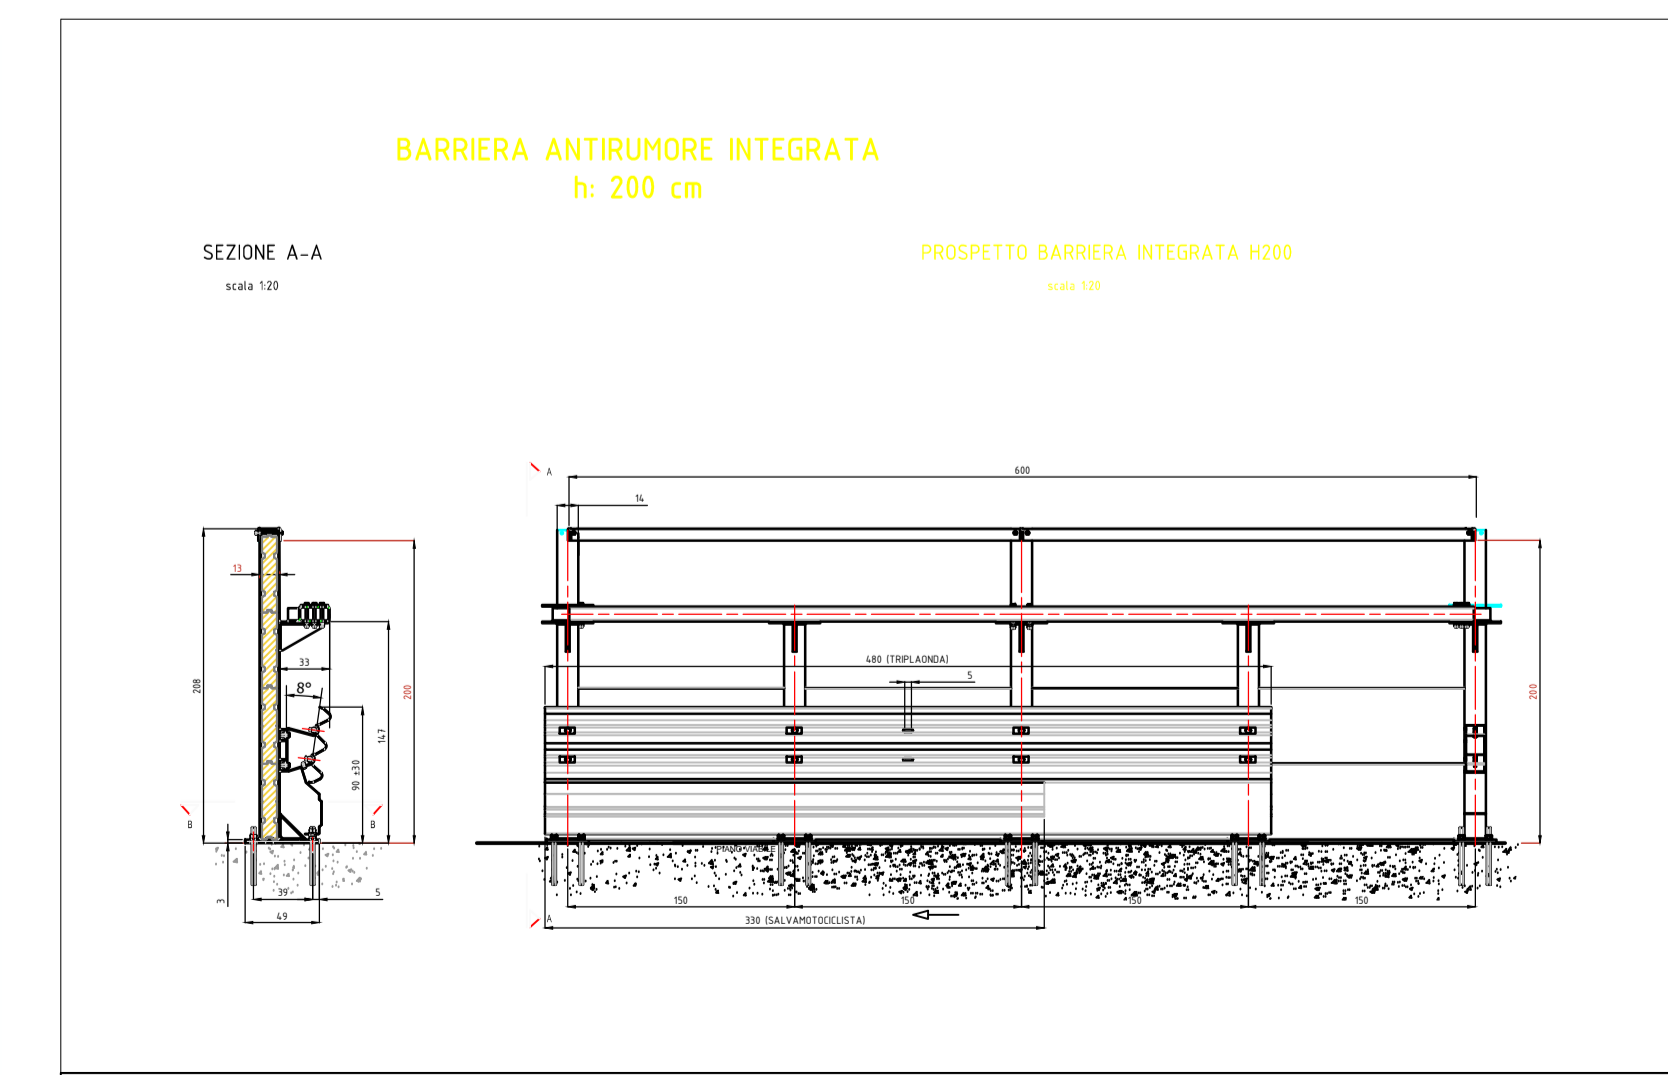 BARRIERA ANTIRUMORE INTEGRATA
h: 200 cm
SEZIONE A-A
scala 1:20
PROSPETTO BARRIERA INTEGRATA H200
scala 1:20
A
600
14
13
33
8°
208
200
147
90 ±30
B
B
39
5
3
49
480 (TRIPLAONDA)
5
200
PIANO VIABILE
150
150
150
150
A
330 (SALVAMOTOCICLISTA)